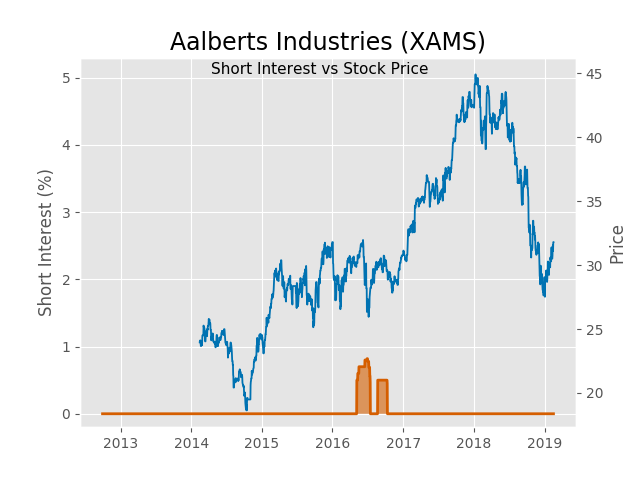 Aalberts Industries (XAMS)
Short Interest vs Stock Price
Short Interest (%)
5
4
3
2
1
0
45
40
35
30
25
20
Price
2013 2014 2015 2016 2017 2018 2019